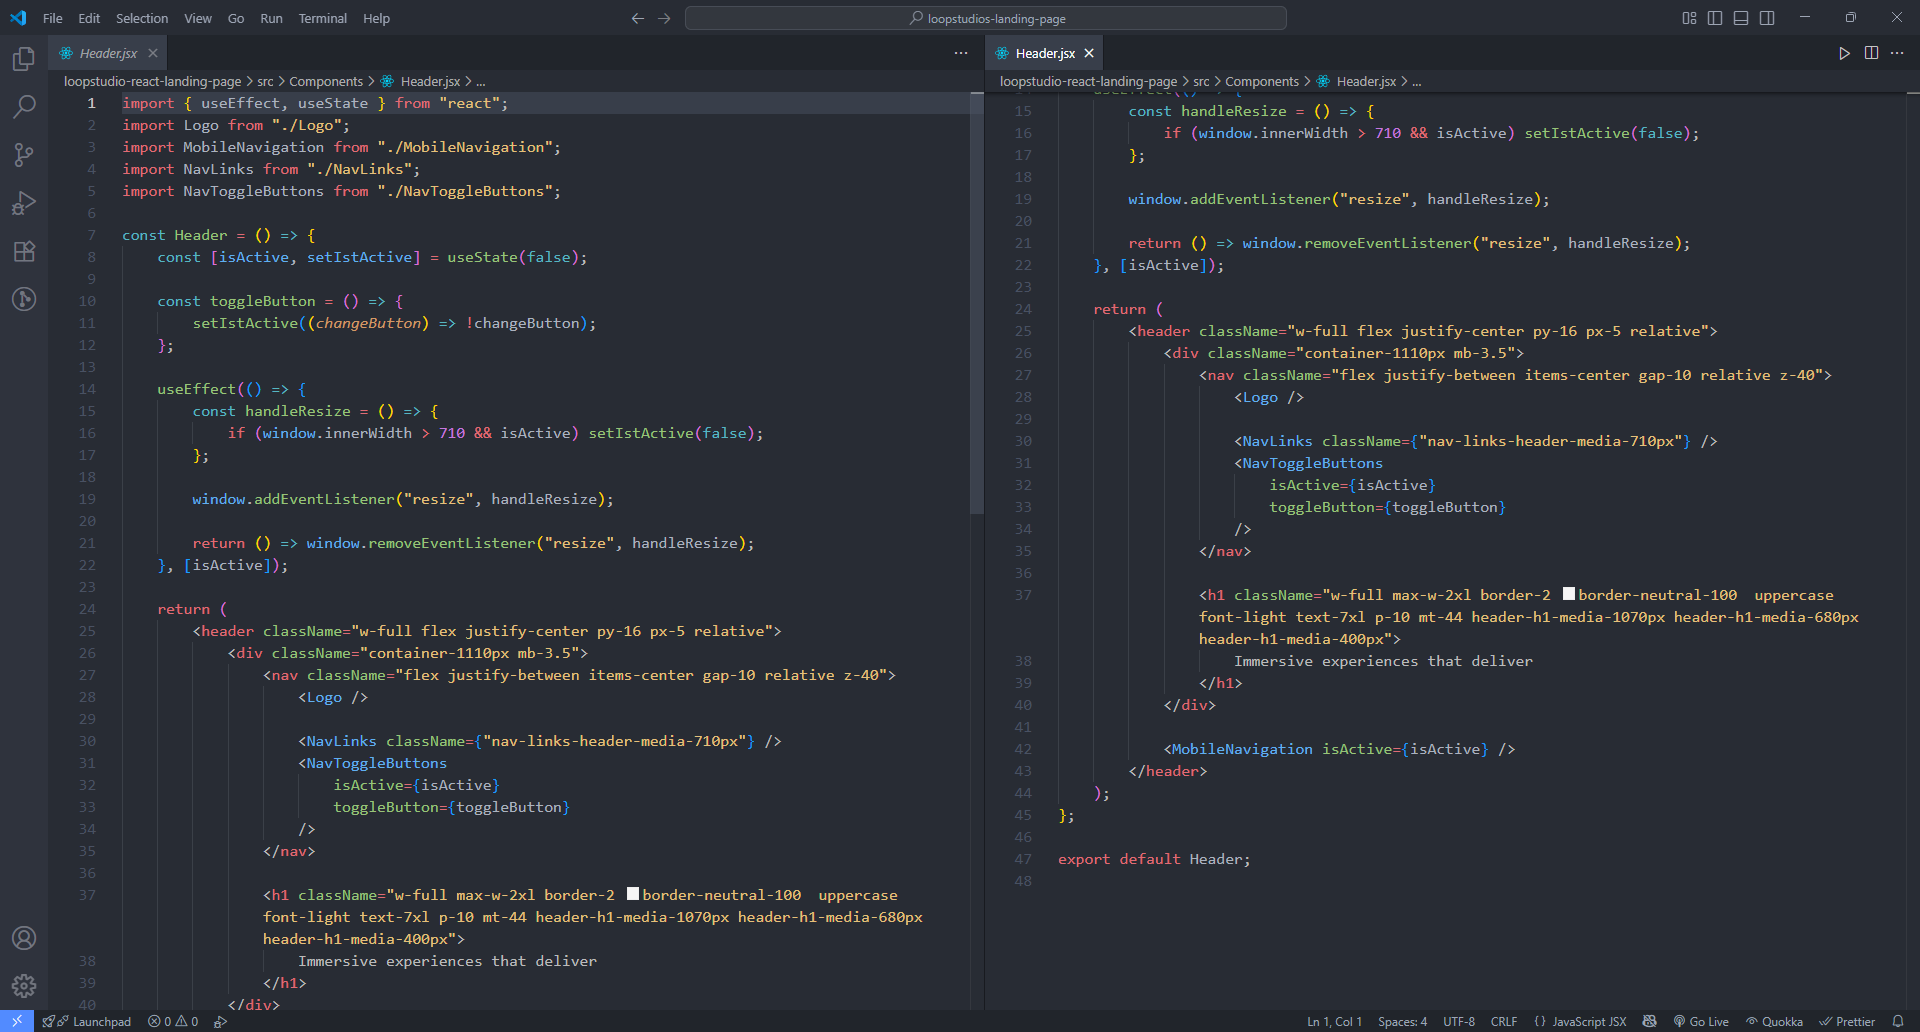 File Edit Selection View Go Run Terminal Help
loopstudios-landing-page
Header.jsx
loopstudio-react-landing-page > src > Components > Header.jsx > ...
1 import { useEffect, useState } from "react";
2 import Logo from "./Logo";
3 import MobileNavigation from "./MobileNavigation";
4 import NavLinks from "./NavLinks";
5 import NavToggleButtons from "./NavToggleButtons";
6
7 const Header = () => {
8 const [isActive, setIstActive] = useState(false);
9
10 const toggleButton = () => {
11 setIstActive((changeButton) => !changeButton);
12 };
13
14 useEffect(() => {
15 const handleResize = () => {
16 if (window.innerWidth > 710 && isActive) setIstActive(false);
17 };
18
19 window.addEventListener("resize", handleResize);
20
21 return () => window.removeEventListener("resize", handleResize);
22 }, [isActive]);
23
24 return (
25 <header className="w-full flex justify-center py-16 px-5 relative">
26 <div className="container-1110px mb-3.5">
27 <nav className="flex justify-between items-center gap-10 relative z-40">
28 <Logo />
29
30 <NavLinks className={"nav-links-header-media-710px"} />
31 <NavToggleButtons
32 isActive={isActive}
33 toggleButton={toggleButton}
34 />
35 </nav>
36
37 <h1 className="w-full max-w-2xl border-2 border-neutral-100 uppercase
font-light text-7xl p-10 mt-44 header-h1-media-1070px header-h1-media-680px
header-h1-media-400px">
38 Immersive experiences that deliver
39 </h1>
40 </div>
Header.jsx
loopstudio-react-landing-page > src > Components > Header.jsx > ...
15 const handleResize = () => {
16 if (window.innerWidth > 710 && isActive) setIstActive(false);
17 };
18
19 window.addEventListener("resize", handleResize);
20
21 return () => window.removeEventListener("resize", handleResize);
22 }, [isActive]);
23
24 return (
25 <header className="w-full flex justify-center py-16 px-5 relative">
26 <div className="container-1110px mb-3.5">
27 <nav className="flex justify-between items-center gap-10 relative z-40">
28 <Logo />
29
30 <NavLinks className={"nav-links-header-media-710px"} />
31 <NavToggleButtons
32 isActive={isActive}
33 toggleButton={toggleButton}
34 />
35 </nav>
36
37 <h1 className="w-full max-w-2xl border-2 border-neutral-100 uppercase
font-light text-7xl p-10 mt-44 header-h1-media-1070px header-h1-media-680px
header-h1-media-400px">
38 Immersive experiences that deliver
39 </h1>
40 </div>
41
42 <MobileNavigation isActive={isActive} />
43 </header>
44 );
45 };
46
47 export default Header;
48
Launchpad 0 0 Ln 1, Col 1 Spaces: 4 UTF-8 CRLF {} JavaScript JSX Go Live Quokka Prettier